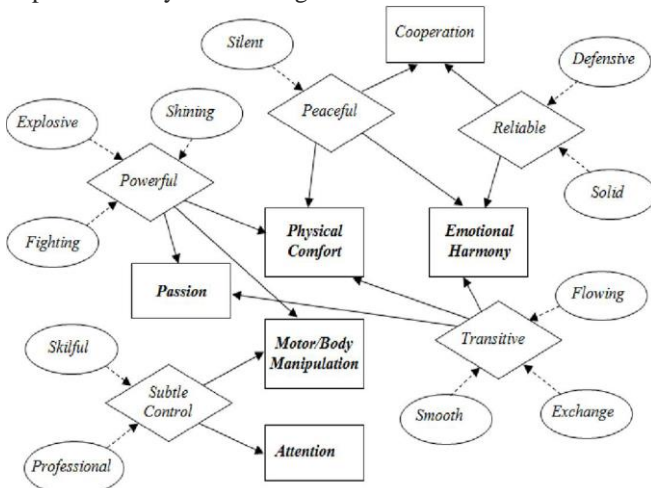 Silent
Cooperation
Defensive
Explosive
Shining
Peaceful
Reliable
Powerful
Solid
Fighting
Physical
Comfort
Emotional
Harmony
Passion
Flowing
Skilful
Motor/Body
Manipulation
Transitive
Subtle
Control
Smooth
Exchange
Professional
Attention